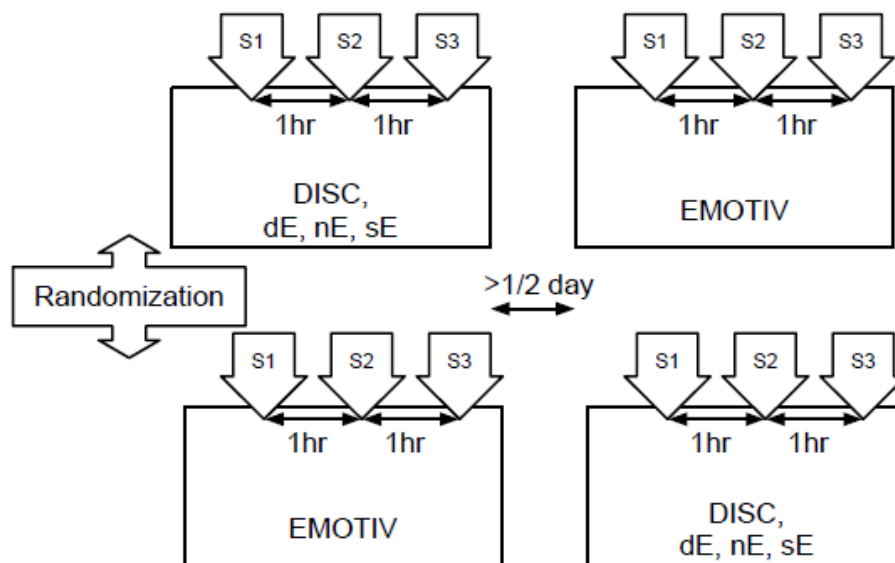 S1 S2 S3
S1 S2 S3
1hr 1hr
1hr 1hr
DISC,
dE, nE, sE
EMOTIV
Randomization
>1/2 day
S1 S2 S3
S1 S2 S3
1hr 1hr
1hr 1hr
EMOTIV
DISC,
dE, nE, sE